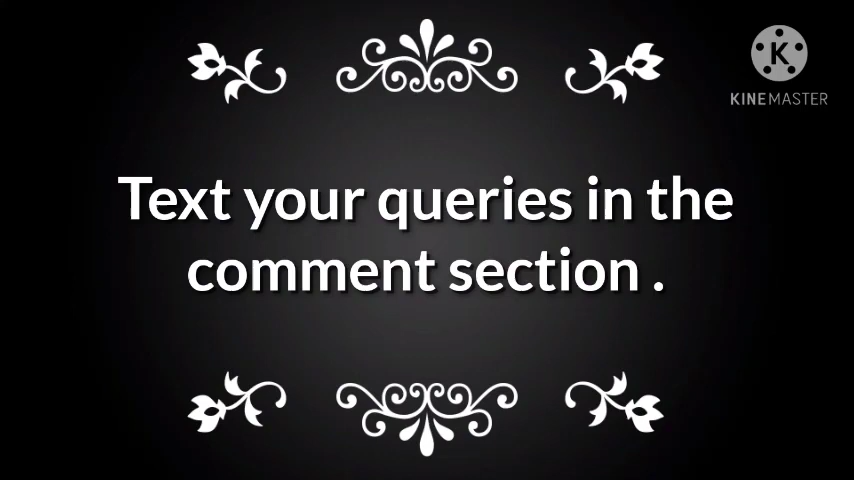 K
KINEMASTER
Text your queries in the
comment section .